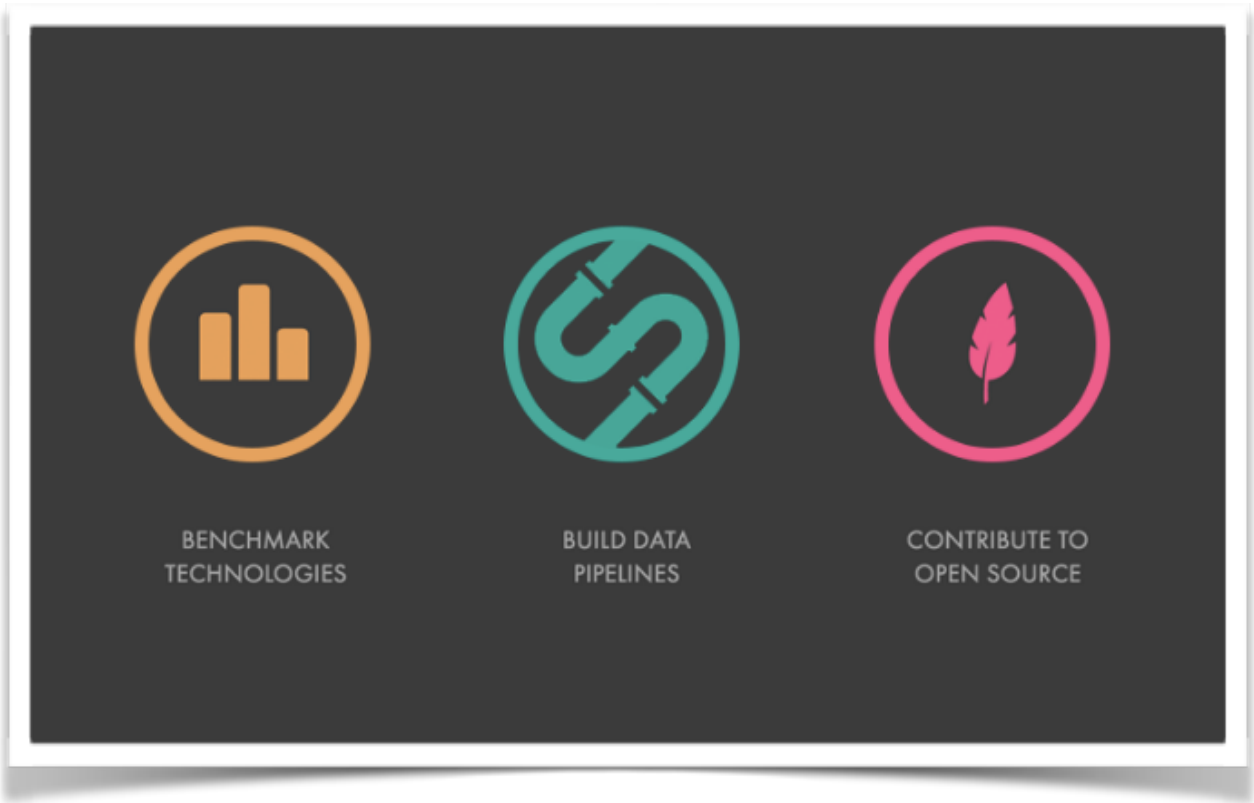 BENCHMARK
TECHNOLOGIES
BUILD DATA
PIPELINES
CONTRIBUTE TO
OPEN SOURCE